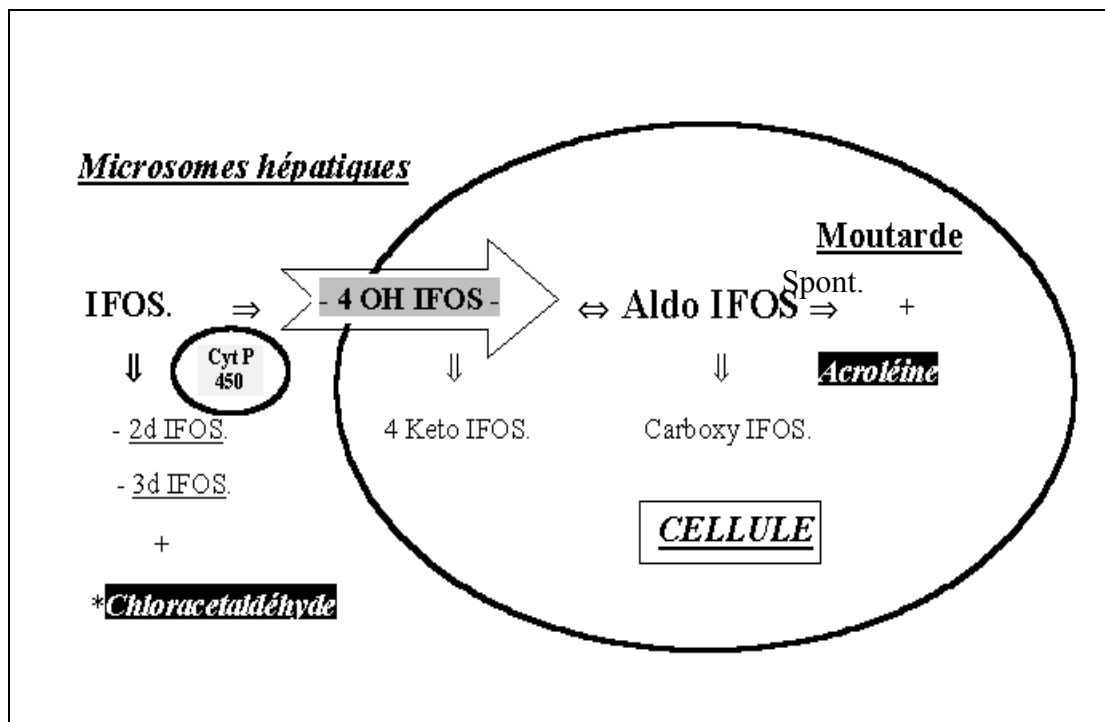 Microsomes hépatiques
Moutarde
IFOS. ⇒ - 4 OH IFOS - ⇔ Aldo IFOS Spont. ⇒ +
⇓ Cyt P 450 ⇓ ⇓ Acroléine
- 2d IFOS. 4 Keto IFOS. Carboxy IFOS.
- 3d IFOS.
+ CELLULE
*Chloracetaldéhyde